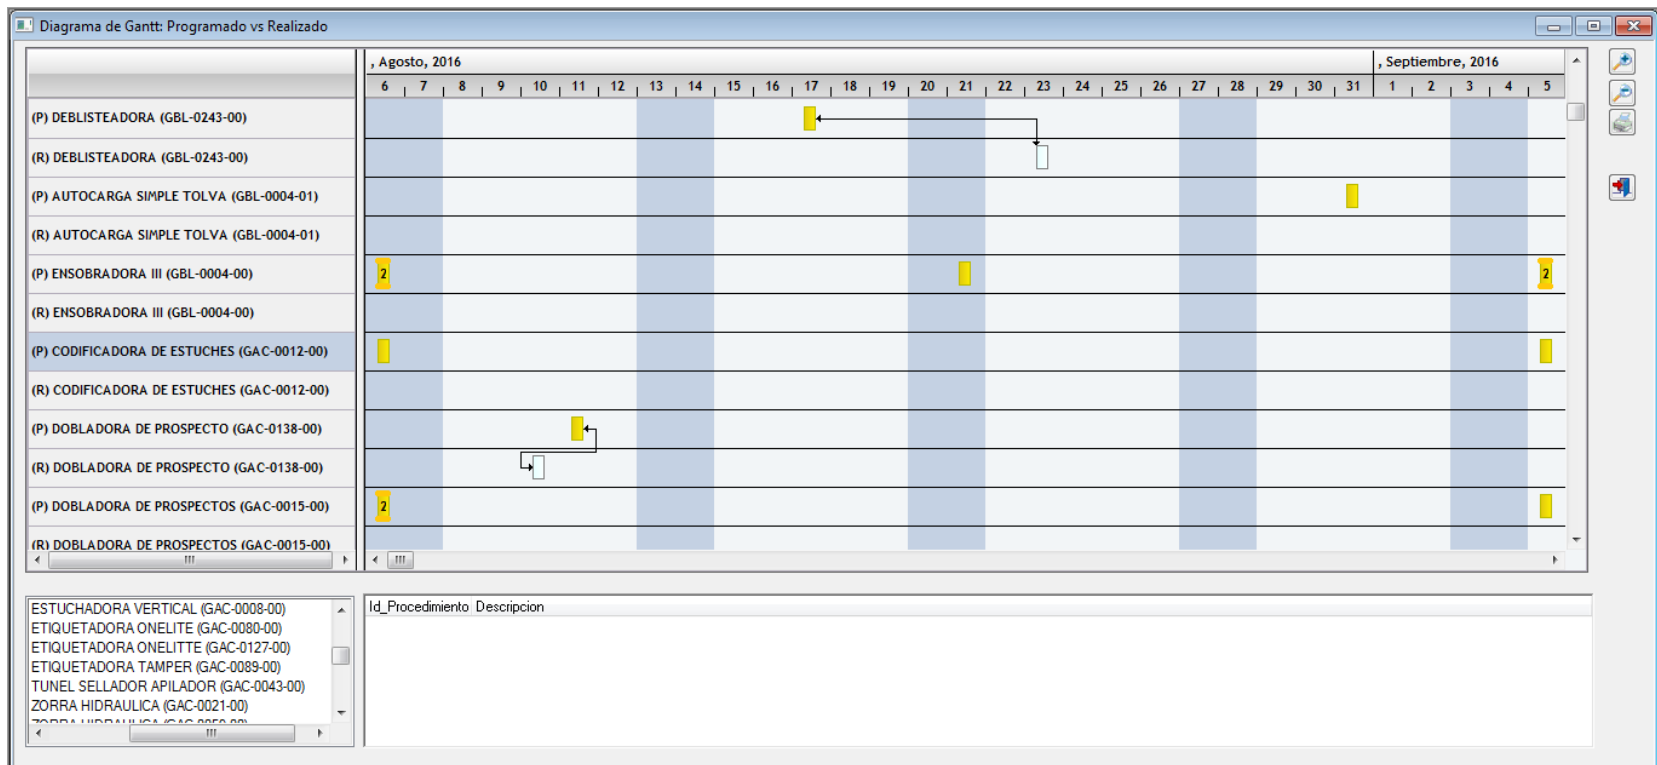 Diagrama de Gantt: Programado vs Realizado
, Agosto, 2016 , Septiembre, 2016
6 7 8 9 10 11 12 13 14 15 16 17 18 19 20 21 22 23 24 25 26 27 28 29 30 31 1 2 3 4 5
(P) DEBLISTEADORA (GBL-0243-00)
(R) DEBLISTEADORA (GBL-0243-00)
(P) AUTOCARGA SIMPLE TOLVA (GBL-0004-01)
(R) AUTOCARGA SIMPLE TOLVA (GBL-0004-01)
(P) ENSOBRADORA III (GBL-0004-00) 2 2
(R) ENSOBRADORA III (GBL-0004-00)
(P) CODIFICADORA DE ESTUCHES (GAC-0012-00)
(R) CODIFICADORA DE ESTUCHES (GAC-0012-00)
(P) DOBLADORA DE PROSPECTO (GAC-0138-00)
(R) DOBLADORA DE PROSPECTO (GAC-0138-00)
(P) DOBLADORA DE PROSPECTOS (GAC-0015-00) 2
(R) DOBLADORA DE PROSPECTOS (GAC-0015-00)
ESTUCHADORA VERTICAL (GAC-0008-00)
ETIQUETADORA ONELITE (GAC-0080-00)
ETIQUETADORA ONELITTE (GAC-0127-00)
ETIQUETADORA TAMPER (GAC-0089-00)
TUNEL SELLADOR APILADOR (GAC-0043-00)
ZORRA HIDRAULICA (GAC-0021-00)
ZORRA HIDRAULICA
Id_Procedimiento Descripcion